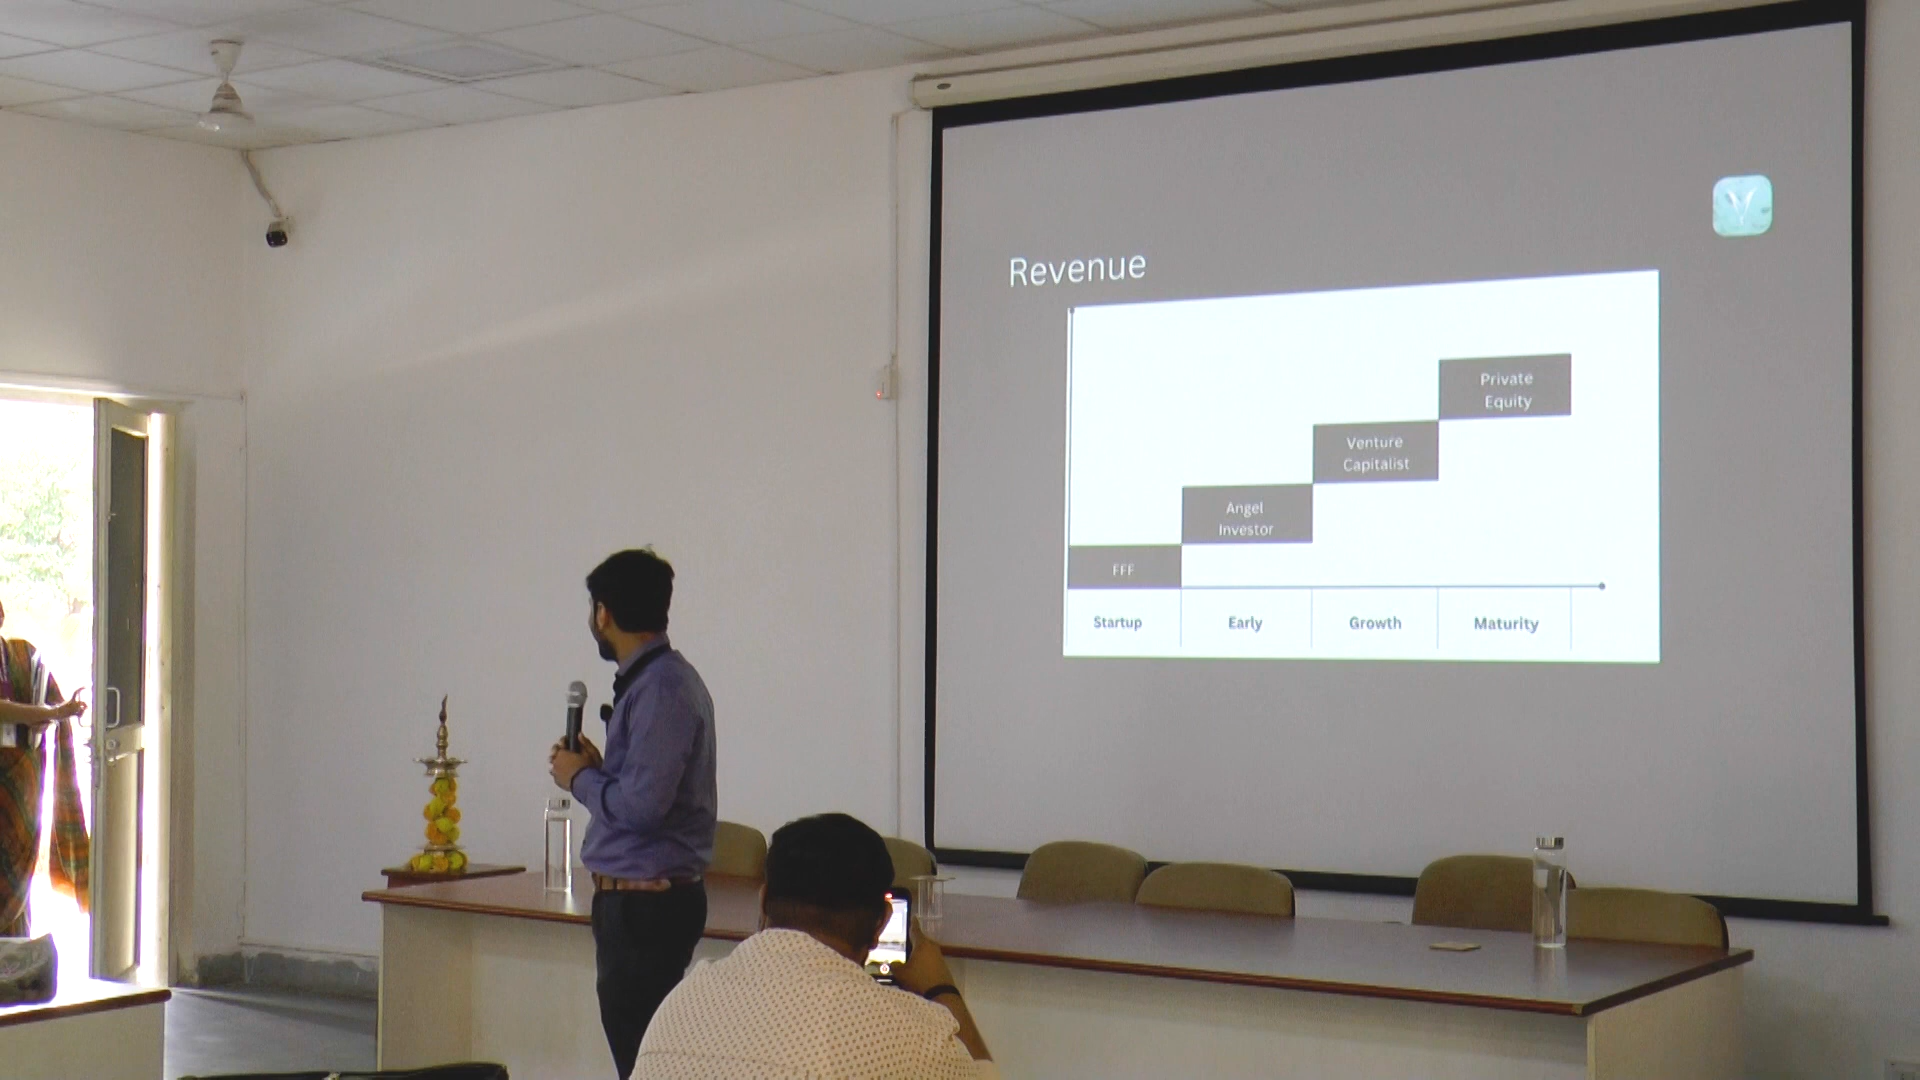 Revenue
Private
Equity
Venture
Capitalist
Angel
Investor
FFF
Startup
Early
Growth
Maturity